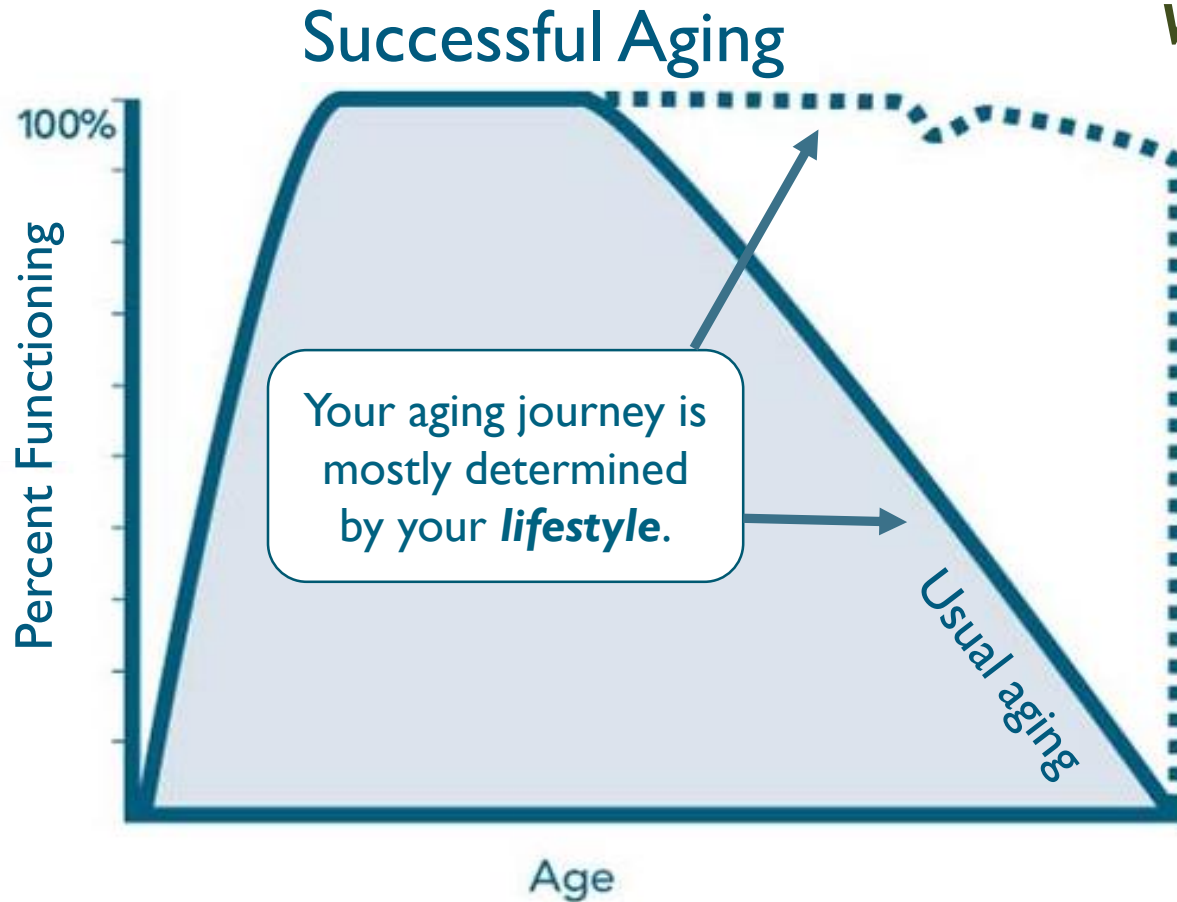 Successful Aging
100%
Percent Functioning
Your aging journey is
mostly determined
by your lifestyle.
Usual aging
Age